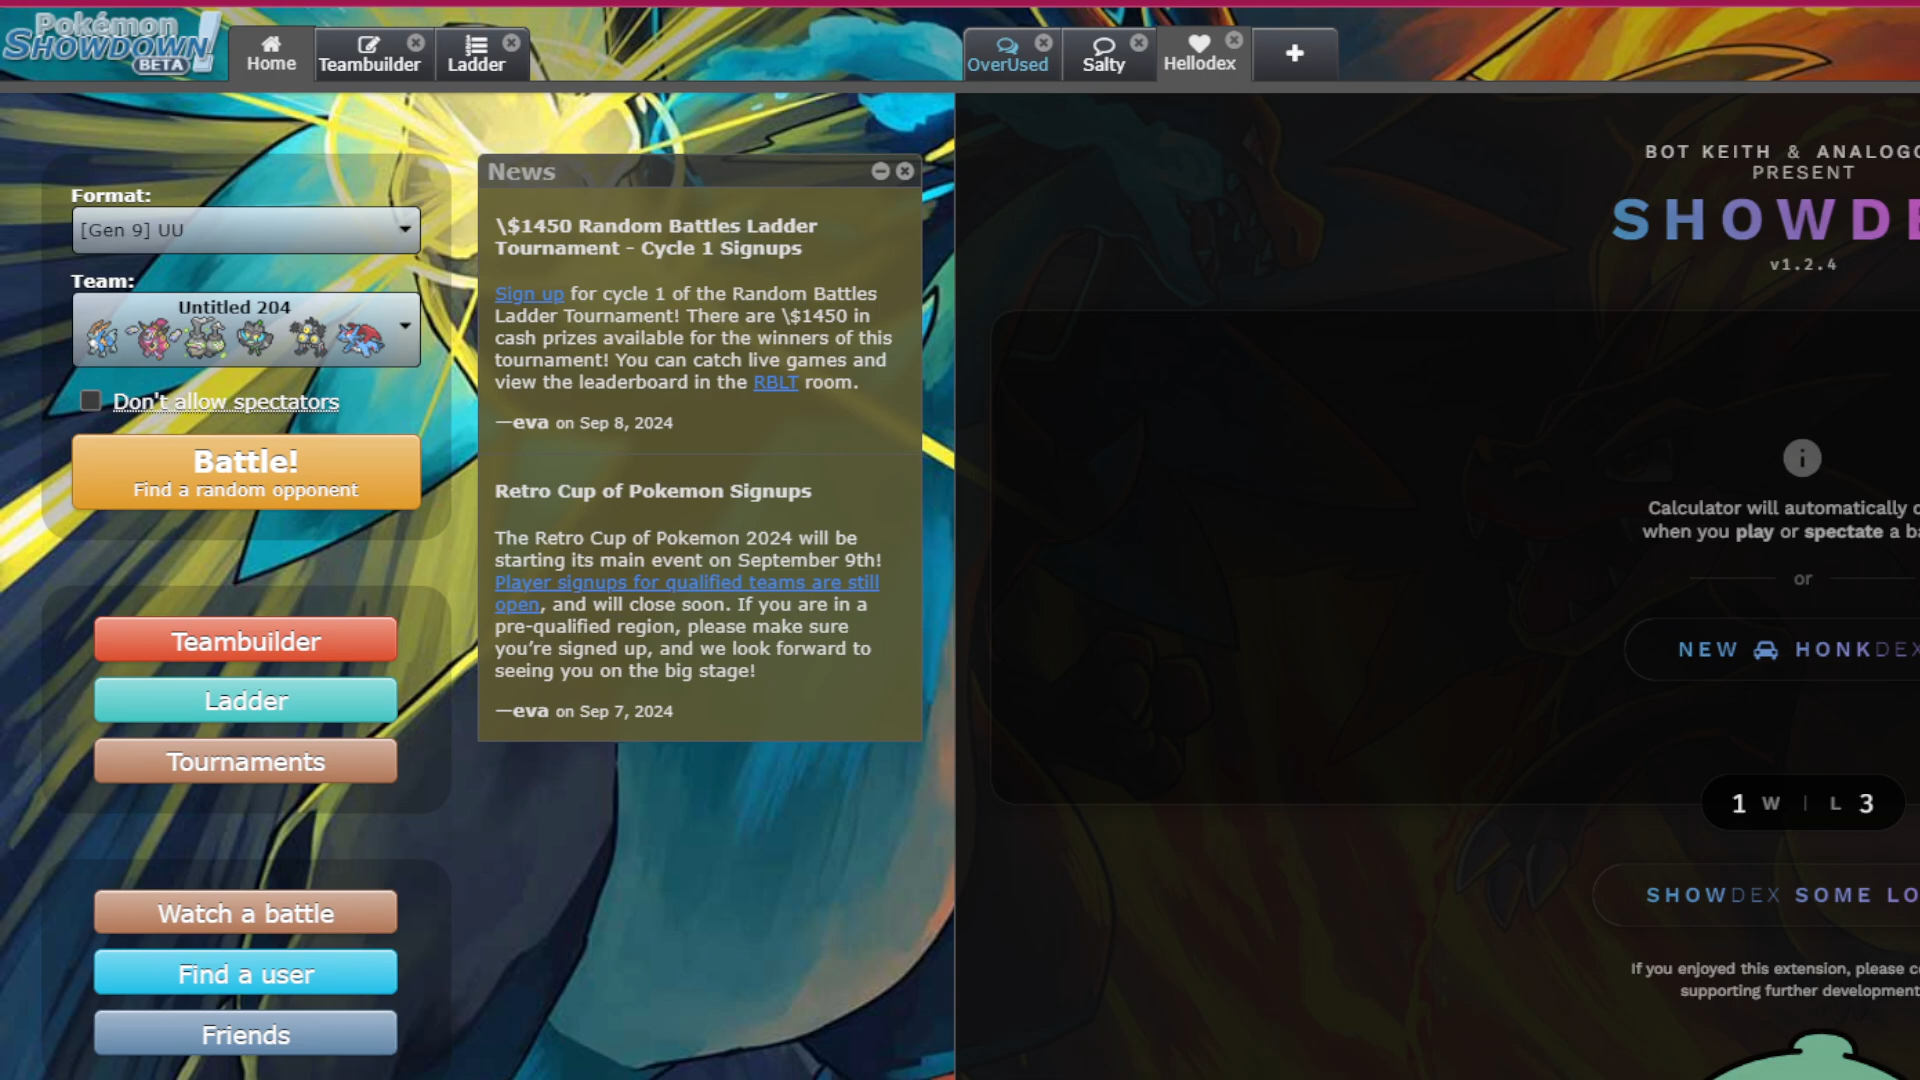 Pokémon
SHOWDOWN!
BETA
Home
Teambuilder
Ladder
OverUsed
Salty
Hellodex
Format:
[Gen 9] UU
Team:
Untitled 204
Don't allow spectators
Battle!
Find a random opponent
Teambuilder
Ladder
Tournaments
Watch a battle
Find a user
Friends
News
\$1450 Random Battles Ladder
Tournament - Cycle 1 Signups
Sign up for cycle 1 of the Random Battles
Ladder Tournament! There are \$1450 in
cash prizes available for the winners of this
tournament! You can catch live games and
view the leaderboard in the RBLT room.
—eva on Sep 8, 2024
Retro Cup of Pokemon Signups
The Retro Cup of Pokemon 2024 will be
starting its main event on September 9th!
Player signups for qualified teams are still
open, and will close soon. If you are in a
pre-qualified region, please make sure
you’re signed up, and we look forward to
seeing you on the big stage!
—eva on Sep 7, 2024
BOT KEITH & ANALOGO
PRESENT
SHOWDE
v1.2.4
Calculator will automatically
when you play or spectate a ba
or
NEW HONKDEX
1 W | L 3
SHOWDEX SOME LO
If you enjoyed this extension, please co
supporting further development